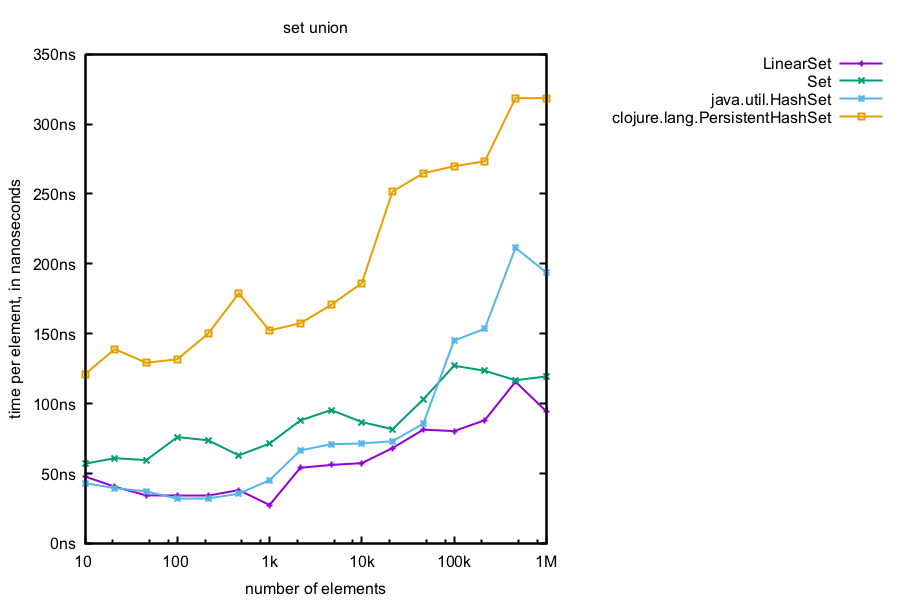 set union
350ns
300ns
250ns
200ns
150ns
100ns
50ns
0ns
time per element, in nanoseconds
10
100
1k
10k
100k
1M
number of elements
LinearSet
Set
java.util.HashSet
clojure.lang.PersistentHashSet